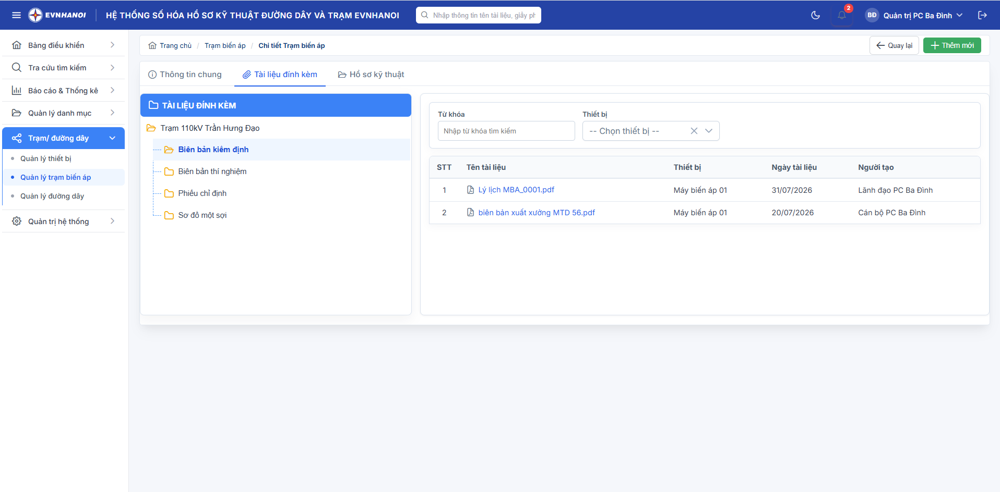 EVNHANOI
HỆ THỐNG SỐ HÓA HỒ SƠ KỸ THUẬT ĐƯỜNG DÂY VÀ TRẠM EVNHANOI
Nhập thông tin tên tài liệu, giấy ph
2
BĐ
Quản trị PC Ba Đình
Bảng điều khiển
Tra cứu tìm kiếm
Báo cáo & Thống kê
Quản lý danh mục
Trạm/ đường dây
Quản lý thiết bị
Quản lý trạm biến áp
Quản lý đường dây
Quản trị hệ thống
Trang chủ / Trạm biến áp / Chi tiết Trạm biến áp
Quay lại
Thêm mới
Thông tin chung
Tài liệu đính kèm
Hồ sơ kỹ thuật
TÀI LIỆU ĐÍNH KÈM
Trạm 110kV Trần Hưng Đạo
Biên bản kiểm định
Biên bản thí nghiệm
Phiếu chỉ định
Sơ đồ một sợi
Từ khóa
Nhập từ khóa tìm kiếm
Thiết bị
-- Chọn thiết bị --
STT Tên tài liệu Thiết bị Ngày tài liệu Người tạo
1 Lý lịch MBA_0001.pdf Máy biến áp 01 31/07/2026 Lãnh đạo PC Ba Đình
2 biên bản xuất xưởng MTD 56.pdf Máy biến áp 01 20/07/2026 Cán bộ PC Ba Đình